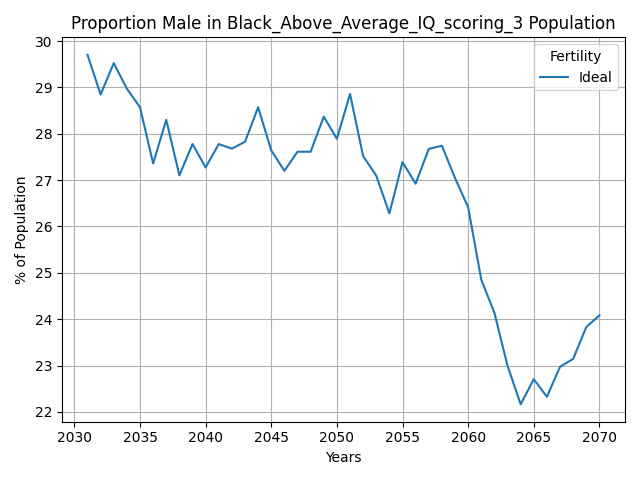 Proportion Male in Black_Above_Average_IQ_scoring_3 Population
Fertility
Ideal
% of Population
30
29
28
27
26
25
24
23
22
2030 2035 2040 2045 2050 2055 2060 2065 2070
Years